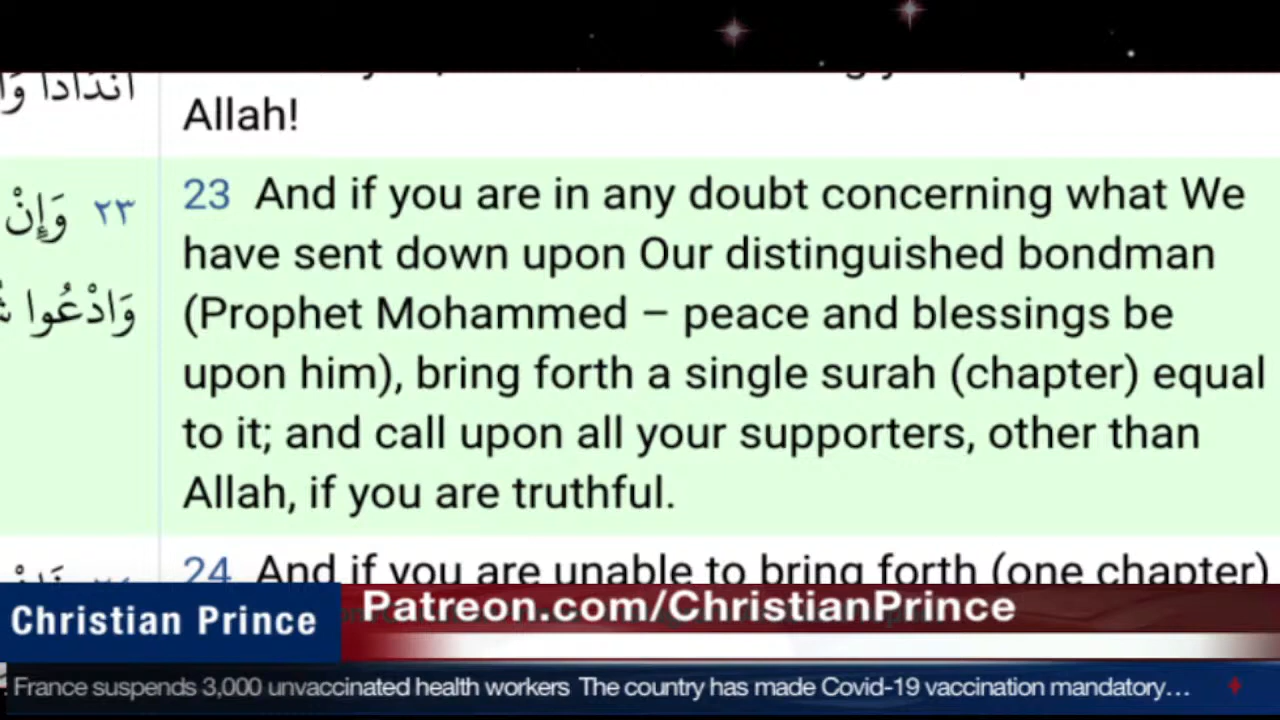 أندادا
Allah!
23 And if you are in any doubt concerning what We
have sent down upon Our distinguished bondman
(Prophet Mohammed – peace and blessings be
upon him), bring forth a single surah (chapter) equal
to it; and call upon all your supporters, other than
Allah, if you are truthful.
٢٣ وَإِنْ
وَادْعُوا
24 And if you are unable to bring forth (one chapter)
Christian Prince
Patreon.com/ChristianPrince
France suspends 3,000 unvaccinated health workers The country has made Covid-19 vaccination mandatory...